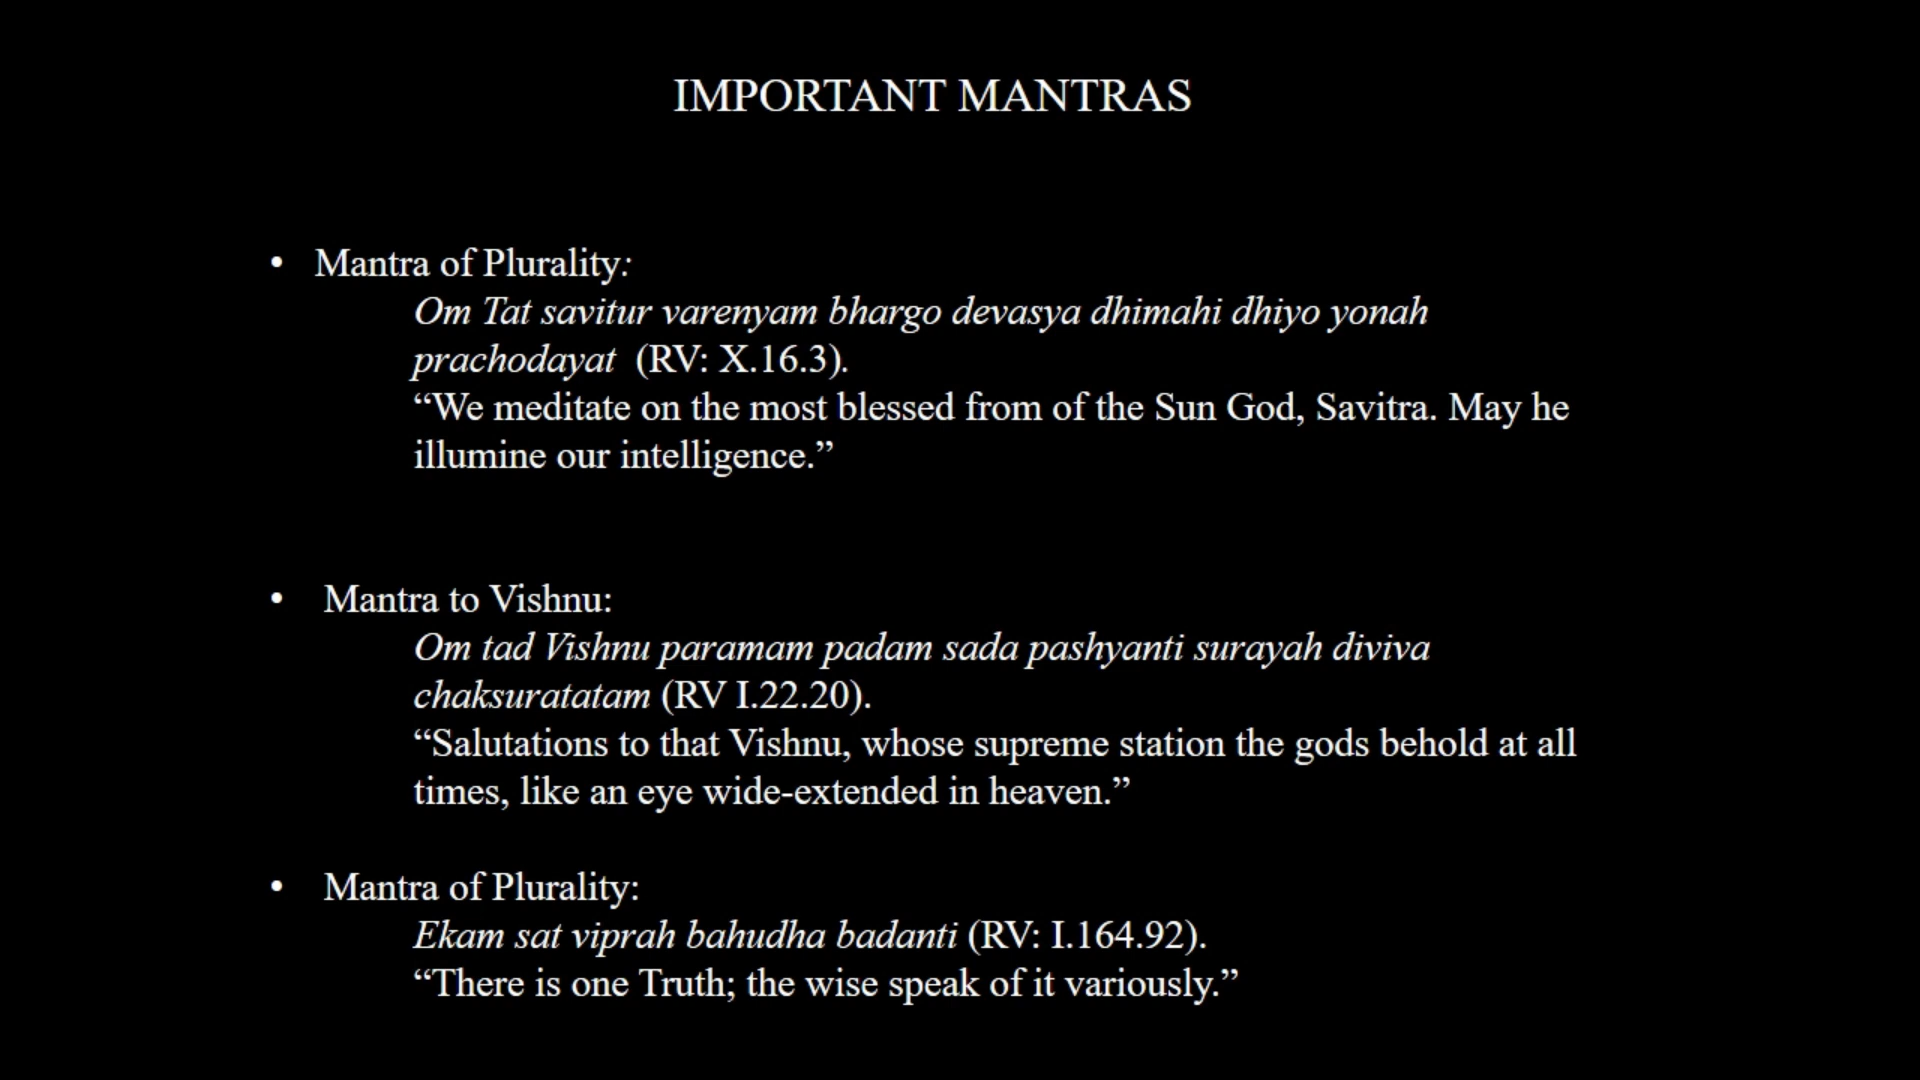 IMPORTANT MANTRAS
• Mantra of Plurality:
Om Tat savitur varenyam bhargo devasya dhimahi dhiyo yonah
prachodayat (RV: X.16.3).
“We meditate on the most blessed from of the Sun God, Savitra. May he
illumine our intelligence.”
• Mantra to Vishnu:
Om tad Vishnu paramam padam sada pashyanti surayah diviva
chaksuratatam (RV I.22.20).
“Salutations to that Vishnu, whose supreme station the gods behold at all
times, like an eye wide-extended in heaven.”
• Mantra of Plurality:
Ekam sat viprah bahudha badanti (RV: I.164.92).
“There is one Truth; the wise speak of it variously.”